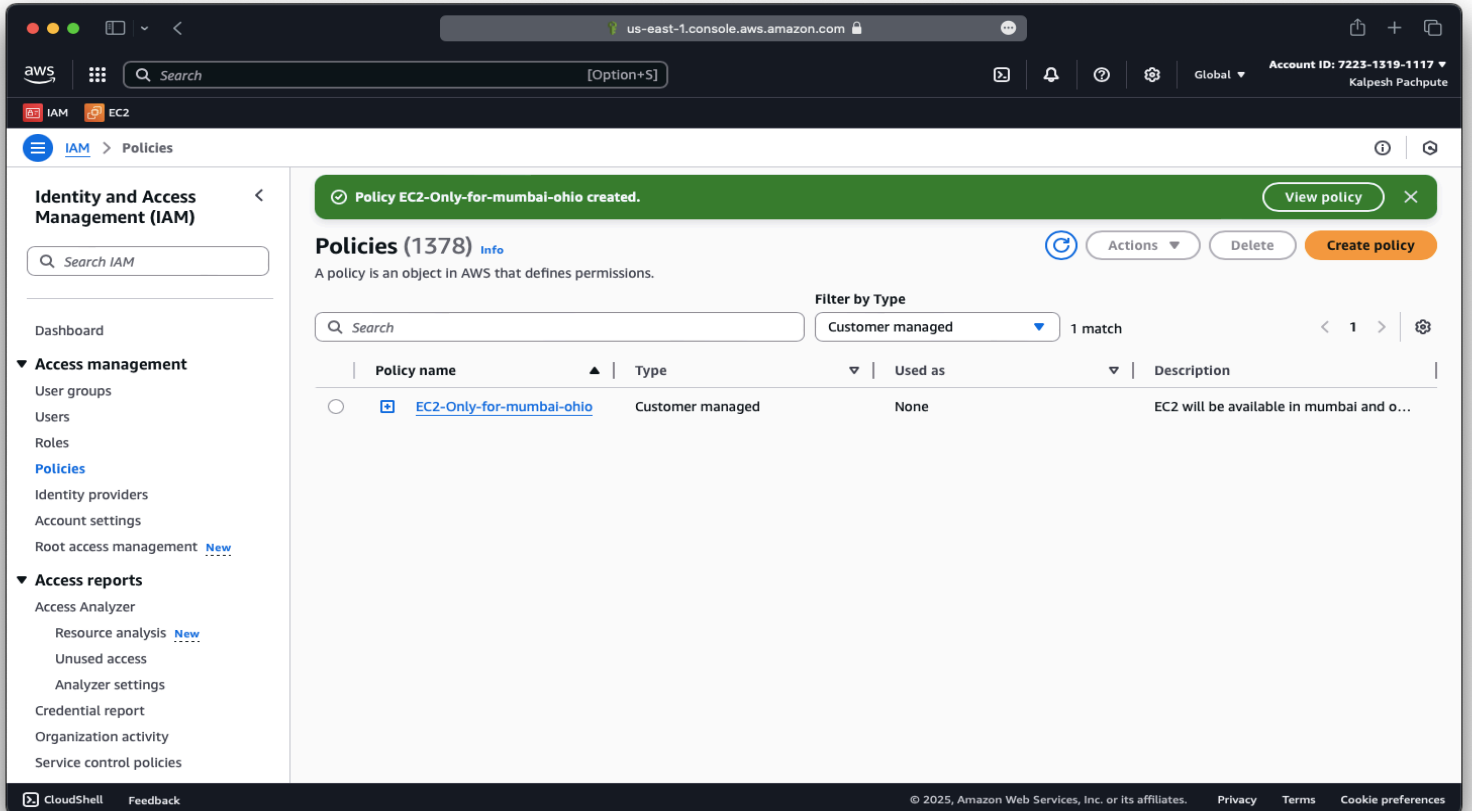 us-east-1.console.aws.amazon.com
aws
Search [Option+S]
Global
Account ID: 7223-1319-1117
Kalpesh Pachpute
IAM EC2
IAM > Policies
Identity and Access
Management (IAM)
Search IAM
Dashboard
Access management
User groups
Users
Roles
Policies
Identity providers
Account settings
Root access management New
Access reports
Access Analyzer
Resource analysis New
Unused access
Analyzer settings
Credential report
Organization activity
Service control policies
Policy EC2-Only-for-mumbai-ohio created.
View policy
Policies (1378) Info
Actions
Delete
Create policy
A policy is an object in AWS that defines permissions.
Filter by Type
Search
Customer managed
1 match
1
Policy name Type Used as Description
EC2-Only-for-mumbai-ohio Customer managed None EC2 will be available in mumbai and o...
CloudShell Feedback
© 2025, Amazon Web Services, Inc. or its affiliates. Privacy Terms Cookie preferences